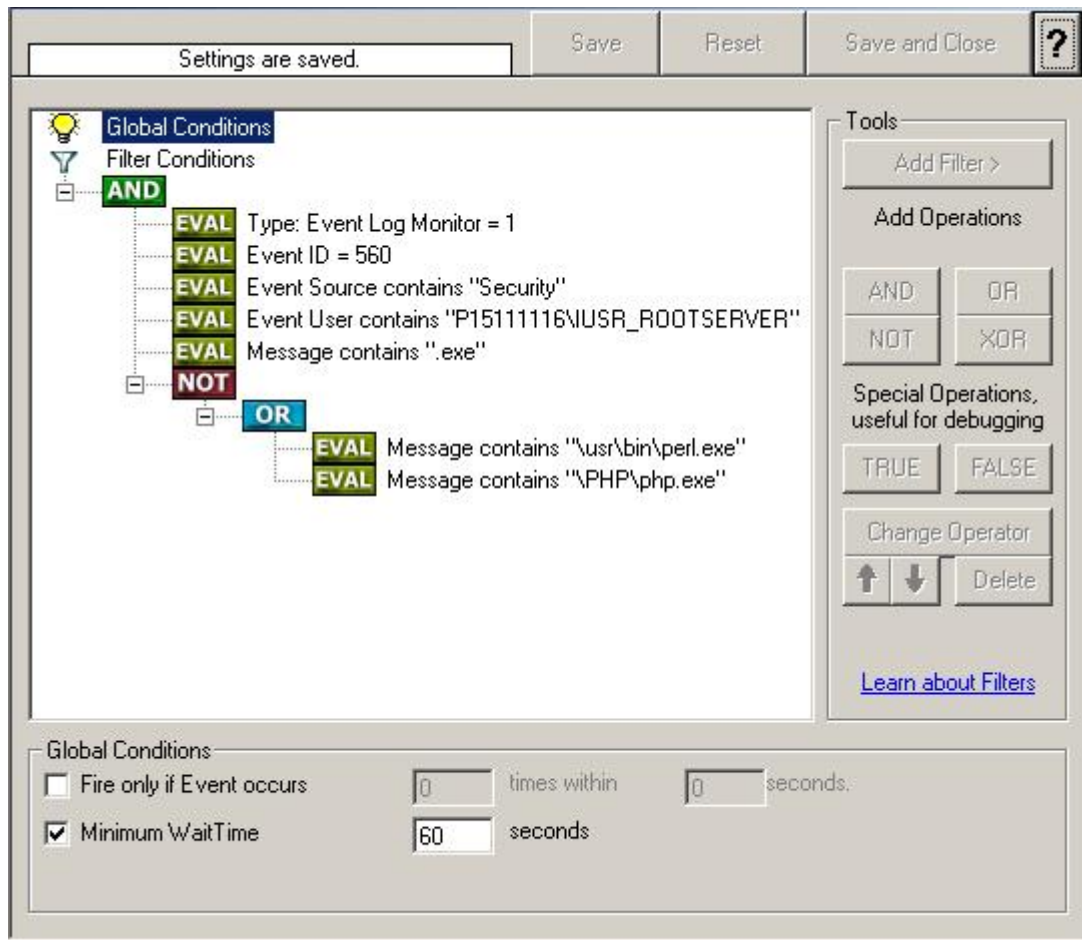 Settings are saved.
Save
Reset
Save and Close
?
Global Conditions
Filter Conditions
AND
EVAL Type: Event Log Monitor = 1
EVAL Event ID = 560
EVAL Event Source contains "Security"
EVAL Event User contains "P15111116\IUSR_ROOTSERVER"
EVAL Message contains ".exe"
NOT
OR
EVAL Message contains "\usr\bin\perl.exe"
EVAL Message contains "\PHP\php.exe"
Tools
Add Filter >
Add Operations
AND
OR
NOT
XOR
Special Operations,
useful for debugging
TRUE
FALSE
Change Operator
Delete
Learn about Filters
Global Conditions
Fire only if Event occurs 0 times within 0 seconds.
Minimum WaitTime 60 seconds